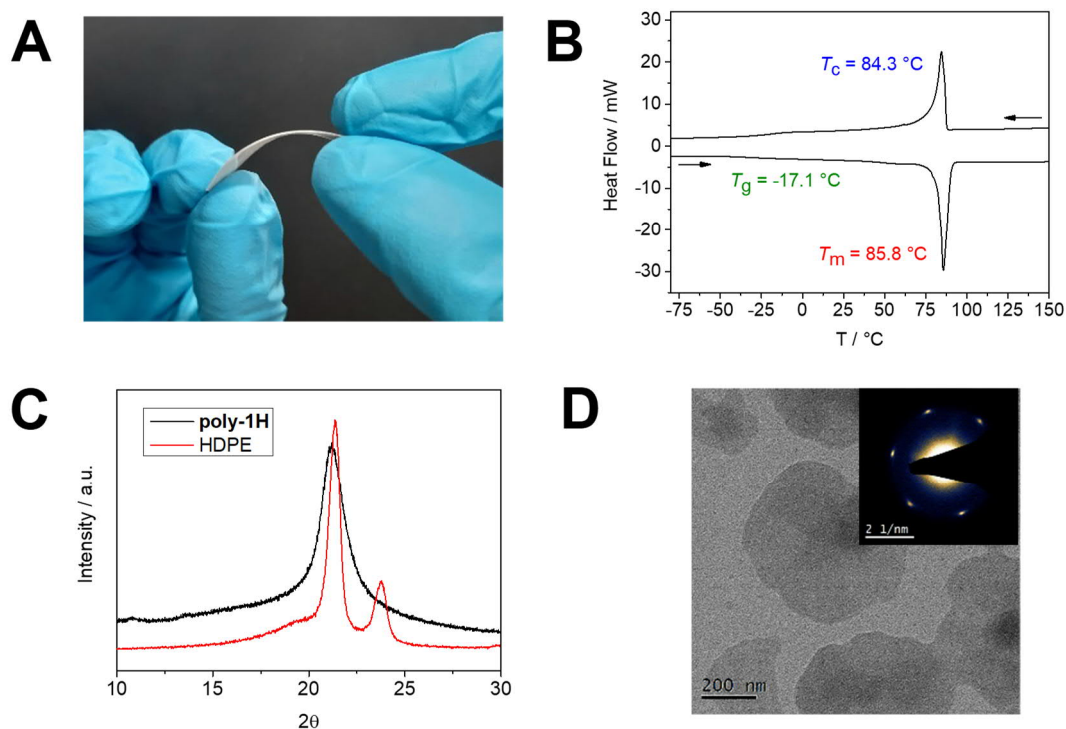 A
B
30
20
10
0
-10
-20
-30
Heat Flow / mW
Tc = 84.3 °C
Tg = -17.1 °C
Tm = 85.8 °C
-75 -50 -25 0 25 50 75 100 125 150
T / °C
C
poly-1H
HDPE
Intensity / a.u.
10 15 20 25 30
2θ
D
2 1/nm
200 nm